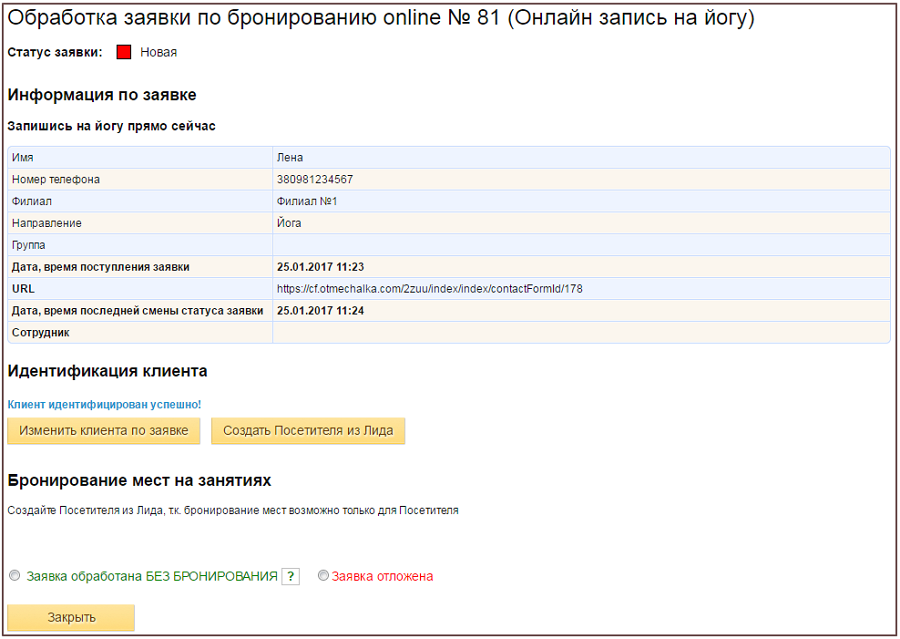 Обработка заявки по бронированию online № 81 (Онлайн запись на йогу)
Статус заявки: Новая
Информация по заявке
Запишись на йогу прямо сейчас
Имя Лена
Номер телефона 380981234567
Филиал Филиал №1
Направление Йога
Группа
Дата, время поступления заявки 25.01.2017 11:23
URL https://cf.otmechalka.com/2zuu/index/index/contactFormId/178
Дата, время последней смены статуса заявки 25.01.2017 11:24
Сотрудник
Идентификация клиента
Клиент идентифицирован успешно!
Изменить клиента по заявке Создать Посетителя из Лида
Бронирование мест на занятиях
Создайте Посетителя из Лида, т.к. бронирование мест возможно только для Посетителя
Заявка обработана БЕЗ БРОНИРОВАНИЯ ? Заявка отложена
Закрыть